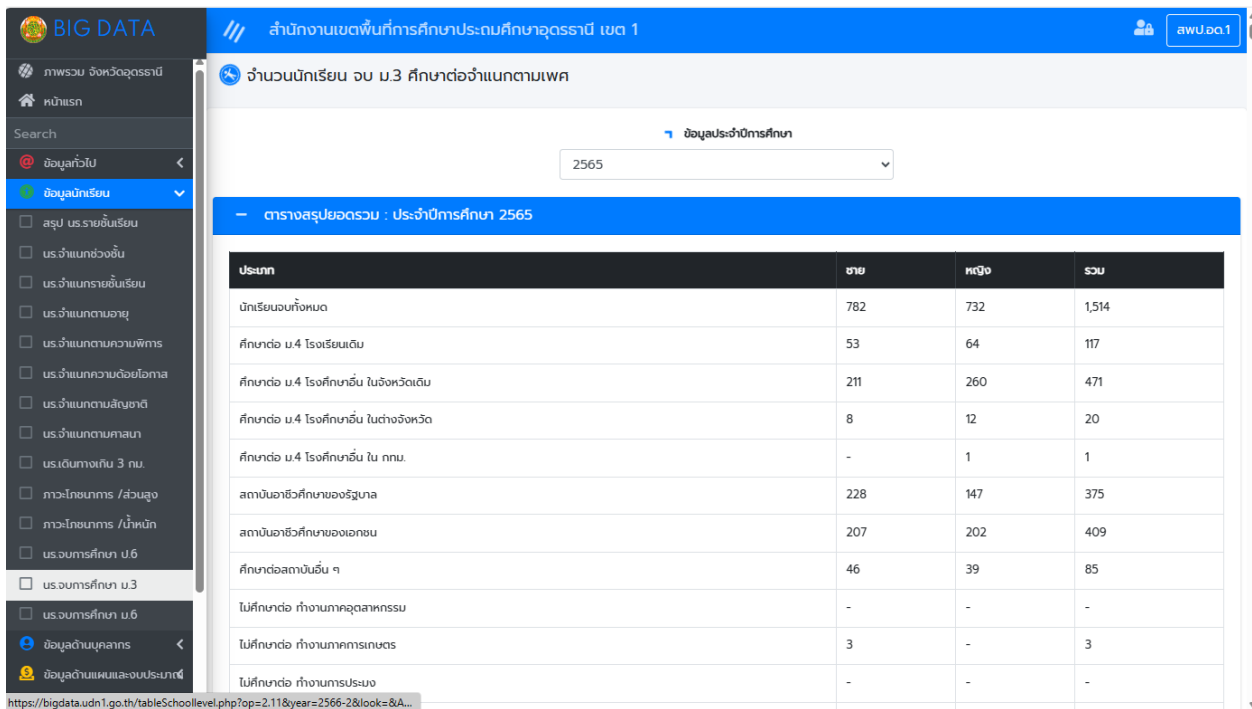 BIG DATA
สำนักงานเขตพื้นที่การศึกษาประถมศึกษาอุดรธานี เขต 1
สพป.อด.1
ภาพรวม จังหวัดอุดรธานี
หน้าแรก
Search
ข้อมูลทั่วไป
ข้อมูลนักเรียน
สรุป นร.รายชั้นเรียน
นร.จำแนกช่วงชั้น
นร.จำแนกรายชั้นเรียน
นร.จำแนกตามอายุ
นร.จำแนกตามความพิการ
นร.จำแนกความด้อยโอกาส
นร.จำแนกตามสัญชาติ
นร.จำแนกตามศาสนา
นร.เดินทางเกิน 3 กม.
ภาวะโภชนาการ /ส่วนสูง
ภาวะโภชนาการ /น้ำหนัก
นร.จบการศึกษา ป.6
นร.จบการศึกษา ม.3
นร.จบการศึกษา ม.6
ข้อมูลด้านบุคลากร
ข้อมูลด้านแผนและงบประมาณ
https://bigdata.udn1.go.th/tableSchoollevel.php?op=2.11&year=2566-2&look=&A...
จำนวนนักเรียน จบ ม.3 ศึกษาต่อจำแนกตามเพศ
ข้อมูลประจำปีการศึกษา
2565
ตารางสรุปยอดรวม : ประจำปีการศึกษา 2565
ประเภท ชาย หญิง รวม
นักเรียนจบทั้งหมด 782 732 1,514
ศึกษาต่อ ม.4 โรงเรียนเดิม 53 64 117
ศึกษาต่อ ม.4 โรงศึกษาอื่น ในจังหวัดเดิม 211 260 471
ศึกษาต่อ ม.4 โรงศึกษาอื่น ในต่างจังหวัด 8 12 20
ศึกษาต่อ ม.4 โรงศึกษาอื่น ใน กทม. - 1 1
สถาบันอาชีวศึกษาของรัฐบาล 228 147 375
สถาบันอาชีวศึกษาของเอกชน 207 202 409
ศึกษาต่อสถาบันอื่น ๆ 46 39 85
ไม่ศึกษาต่อ ทำงานภาคอุตสาหกรรม - - -
ไม่ศึกษาต่อ ทำงานภาคการเกษตร 3 - 3
ไม่ศึกษาต่อ ทำงานการประมง - - -